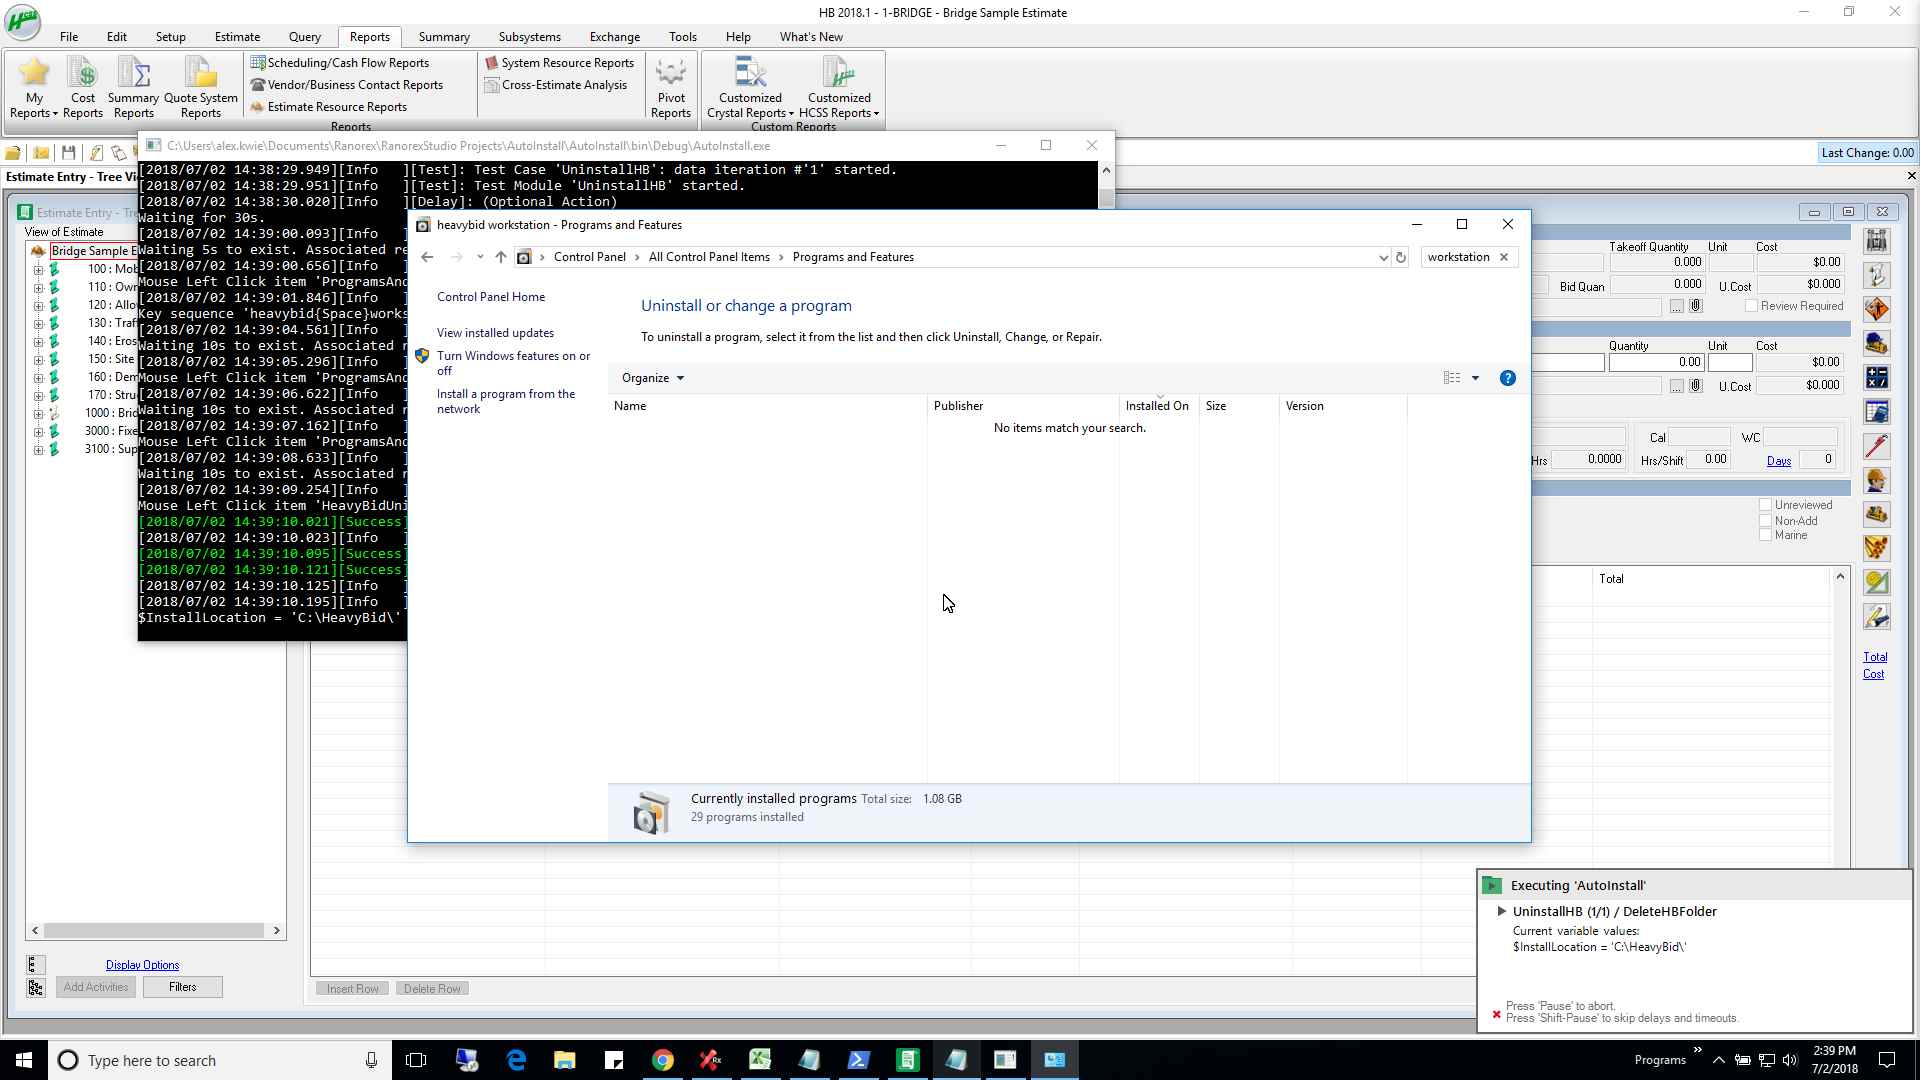 HB 2018.1 - 1-BRIDGE - Bridge Sample Estimate
File Edit Setup Estimate Query Reports Summary Subsystems Exchange Tools Help What's New
My Reports
Cost Reports
Summary Reports
Quote System Reports
Scheduling/Cash Flow Reports
Vendor/Business Contact Reports
Estimate Resource Reports
System Resource Reports
Cross-Estimate Analysis
Pivot Reports
Customized Crystal Reports
Customized HCSS Reports
Reports
Custom Reports
Last Change: 0.00
Estimate Entry - Tree Vi
C:\Users\alex.kwie\Documents\Ranorex\RanorexStudio Projects\AutoInstall\AutoInstall\bin\Debug\AutoInstall.exe
[2018/07/02 14:38:29.949][Info   ][Test]: Test Case 'UninstallHB': data iteration #'1' started.
[2018/07/02 14:38:29.951][Info   ][Test]: Test Module 'UninstallHB' started.
[2018/07/02 14:38:30.020][Info   ][Delay]: (Optional Action)
Waiting for 30s.
[2018/07/02 14:39:00.093][Info   ]
Waiting 5s to exist. Associated re
[2018/07/02 14:39:00.656][Info   ]
Mouse Left Click item 'ProgramsAnd
[2018/07/02 14:39:01.846][Info   ]
Key sequence 'heavybid{Space}works
[2018/07/02 14:39:04.561][Info   ]
Waiting 10s to exist. Associated r
[2018/07/02 14:39:05.296][Info   ]
Mouse Left Click item 'ProgramsAnd
[2018/07/02 14:39:06.622][Info   ]
Waiting 10s to exist. Associated r
[2018/07/02 14:39:07.162][Info   ]
Mouse Left Click item 'ProgramsAnd
[2018/07/02 14:39:08.633][Info   ]
Waiting 10s to exist. Associated r
[2018/07/02 14:39:09.254][Info   ]
Mouse Left Click item 'HeavyBidUni
[2018/07/02 14:39:10.021][Success]
[2018/07/02 14:39:10.023][Info   ]
[2018/07/02 14:39:10.095][Success]
[2018/07/02 14:39:10.121][Success]
[2018/07/02 14:39:10.125][Info   ]
[2018/07/02 14:39:10.195][Info   ]
$InstallLocation = 'C:\HeavyBid\'
Estimate Entry - Tre
View of Estimate
Bridge Sample E
100 : Mob
110 : Own
120 : Allo
130 : Traf
140 : Eros
150 : Site
160 : Dem
170 : Stru
1000 : Brid
3000 : Fixe
3100 : Sup
Display Options
Add Activities Filters
Insert Row Delete Row
heavybid workstation - Programs and Features
Control Panel > All Control Panel Items > Programs and Features
workstation
Control Panel Home
View installed updates
Turn Windows features on or off
Install a program from the network
Uninstall or change a program
To uninstall a program, select it from the list and then click Uninstall, Change, or Repair.
Organize
Name Publisher Installed On Size Version
No items match your search.
Currently installed programs Total size: 1.08 GB
29 programs installed
Takeoff Quantity Unit Cost
0.000 $0.00
Bid Quan 0.000 U.Cost $0.000
... Review Required
Quantity Unit Cost
0.00 $0.00
... U.Cost $0.000
Cal WC
Hrs 0.0000 Hrs/Shift 0.00 Days 0
Unreviewed
Non-Add
Marine
Total
Total
Cost
Executing 'AutoInstall'
UninstallHB (1/1) / DeleteHBFolder
Current variable values:
$InstallLocation = 'C:\HeavyBid\'
Press 'Pause' to abort.
Press 'Shift-Pause' to skip delays and timeouts.
Type here to search
Programs
2:39 PM
7/2/2018